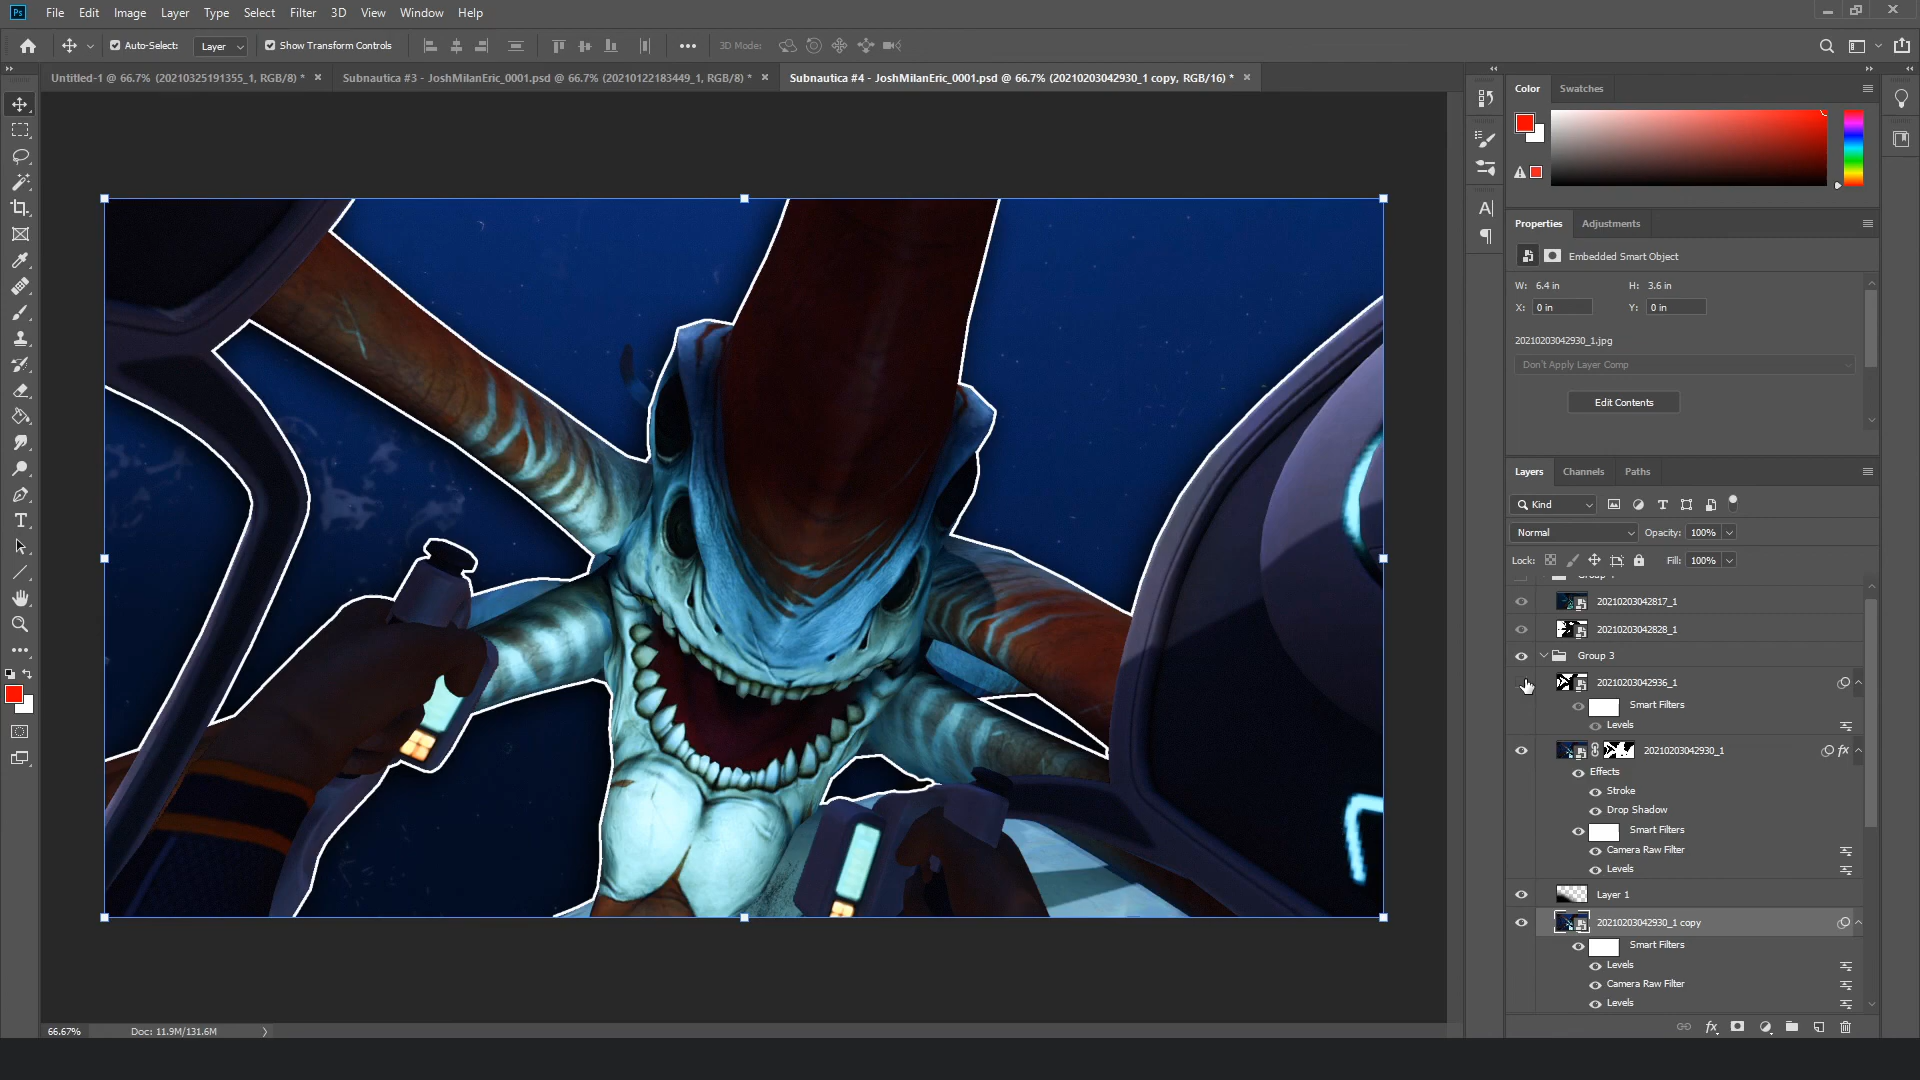 Ps File Edit Image Layer Type Select Filter 3D View Window Help
Auto-Select: Layer Show Transform Controls 3D Mode:
Untitled-1 @ 66.7% (20210325191355_1, RGB/8) * Subnautica #3 - JoshMilanEric_0001.psd @ 66.7% (20210122183449_1, RGB/8) * Subnautica #4 - JoshMilanEric_0001.psd @ 66.7% (20210203042930_1 copy, RGB/16) *
Color Swatches
Properties Adjustments
Embedded Smart Object
W: 6.4 in H: 3.6 in
X: 0 in Y: 0 in
20210203042930_1.jpg
Don't Apply Layer Comp
Edit Contents
Layers Channels Paths
Kind
Normal Opacity: 100%
Lock: Fill: 100%
20210203042817_1
20210203042828_1
Group 3
20210203042936_1
Smart Filters
Levels
20210203042930_1 fx
Effects
Stroke
Drop Shadow
Smart Filters
Camera Raw Filter
Levels
Layer 1
20210203042930_1 copy
Smart Filters
Levels
Camera Raw Filter
Levels
fx
66.67% Doc: 11.9M/131.6M